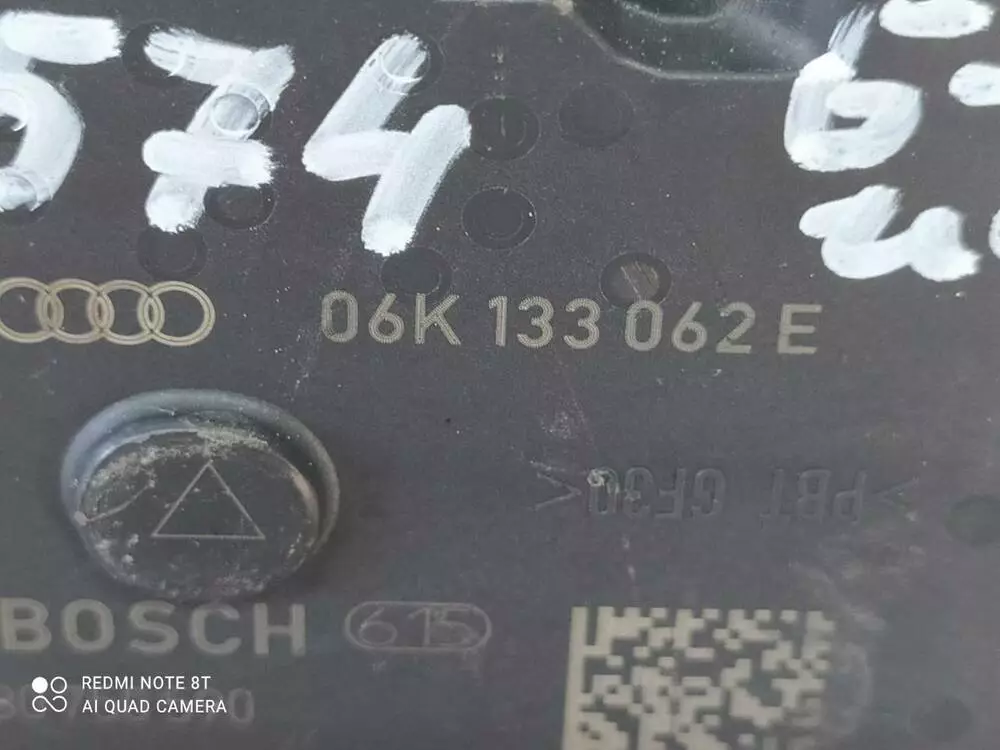 574
06K 133 062 E
>PBT GF30<
BOSCH 615
REDMI NOTE 8T
AI QUAD CAMERA